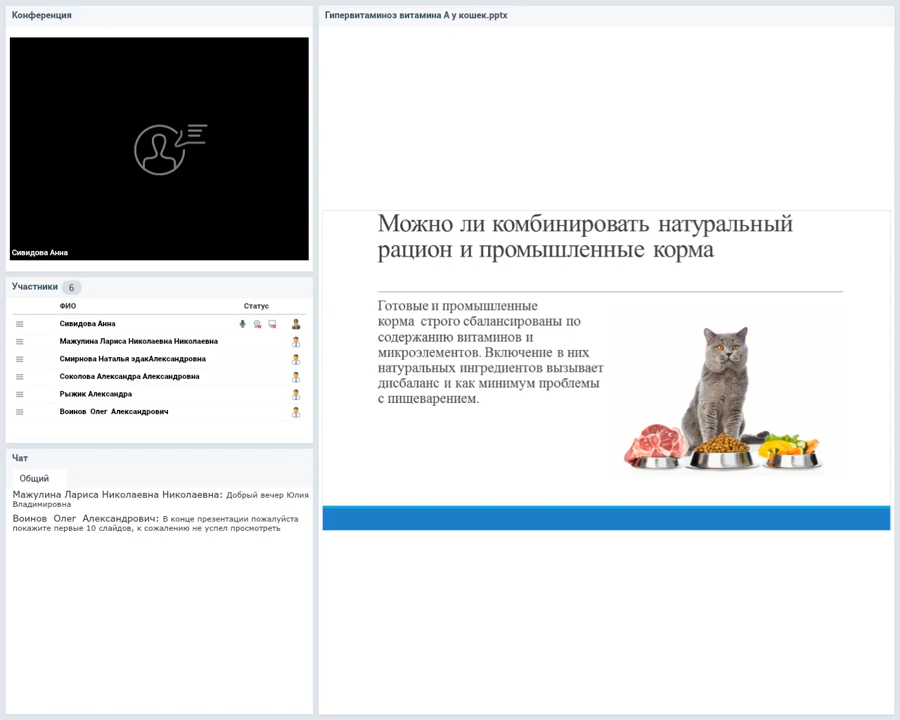 Конференция
Сивидова Анна
Участники 6
ФИО Статус
Сивидова Анна
Мажулина Лариса Николаевна Николаевна
Смирнова Наталья эдакАлександровна
Соколова Александра Александровна
Рыжик Александра
Воинов Олег Александрович
Чат
Общий
Мажулина Лариса Николаевна Николаевна: Добрый вечер Юлия
Владимировна
Воинов Олег Александрович: В конце презентации пожалуйста
покажите первые 10 слайдов, к сожалению не успел просмотреть
Гипервитаминоз витамина А у кошек.pptx
Можно ли комбинировать натуральный
рацион и промышленные корма
Готовые и промышленные
корма строго сбалансированы по
содержанию витаминов и
микроэлементов. Включение в них
натуральных ингредиентов вызывает
дисбаланс и как минимум проблемы
с пищеварением.